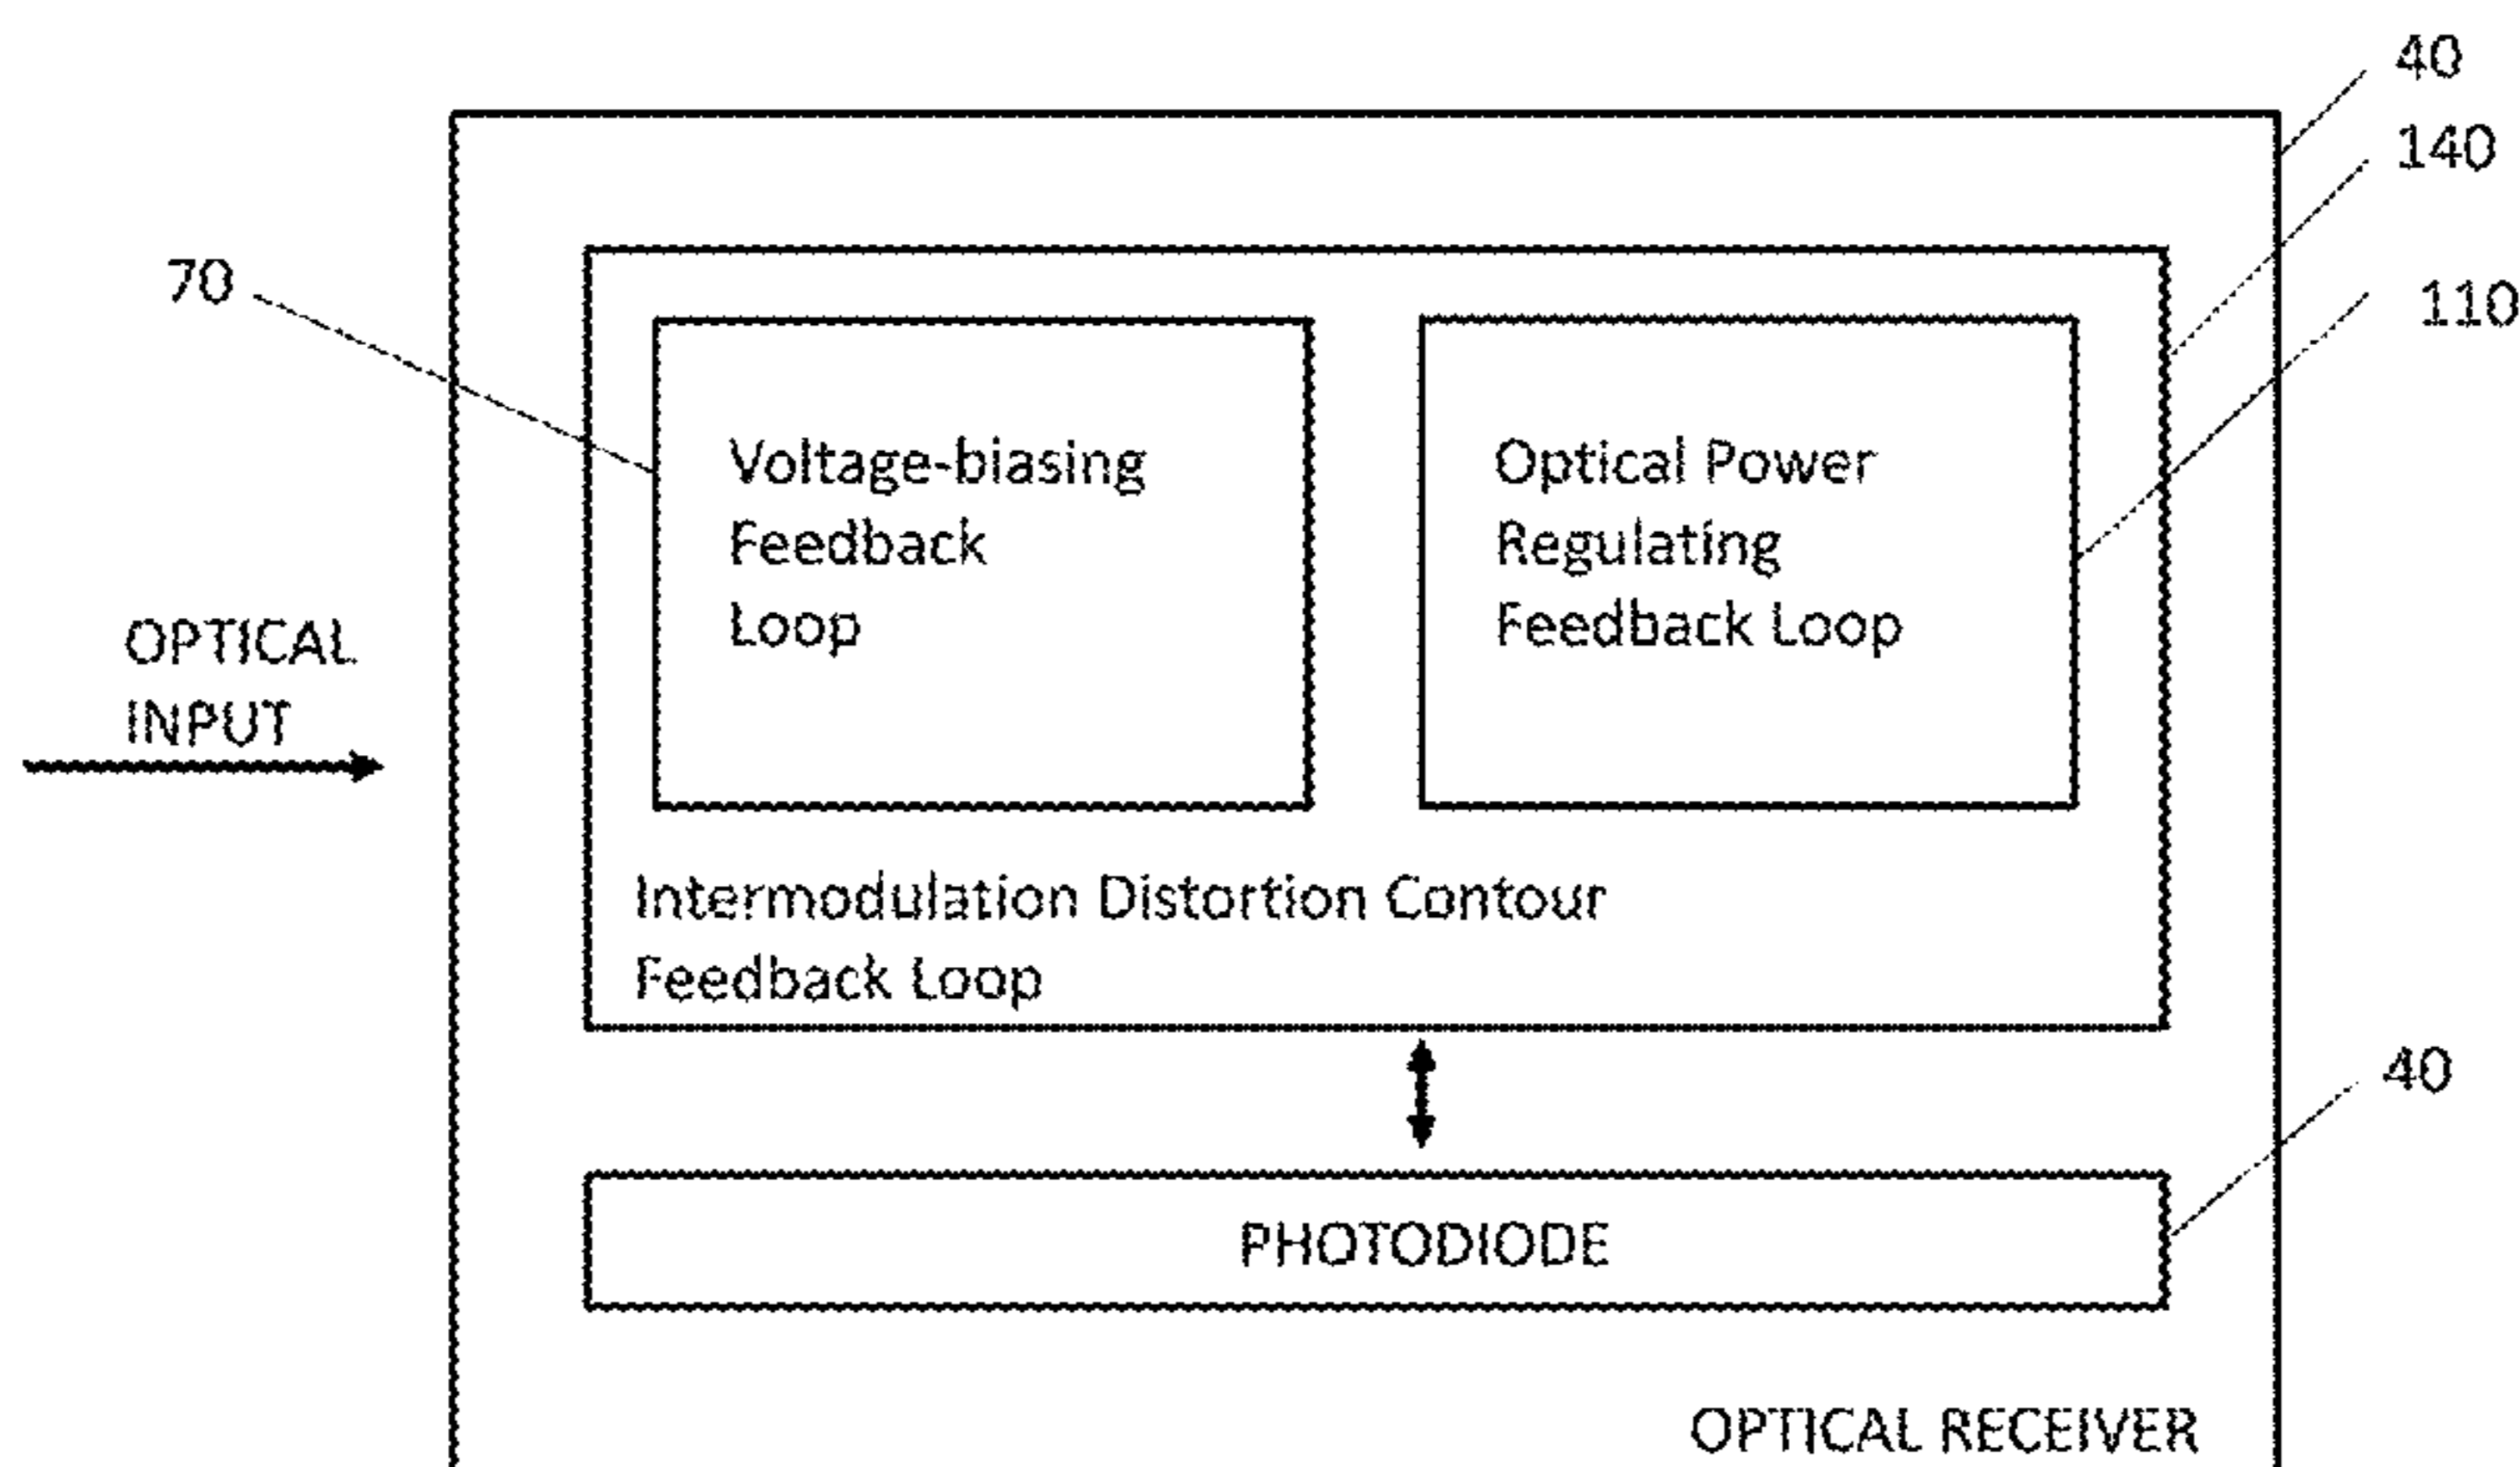 40
140
70
110
Voltage-biasing
Feedback
Loop
Optical Power
Regulating
Feedback Loop
OPTICAL
INPUT
Intermodulation Distortion Contour
Feedback Loop
40
PHOTODIODE
OPTICAL RECEIVER